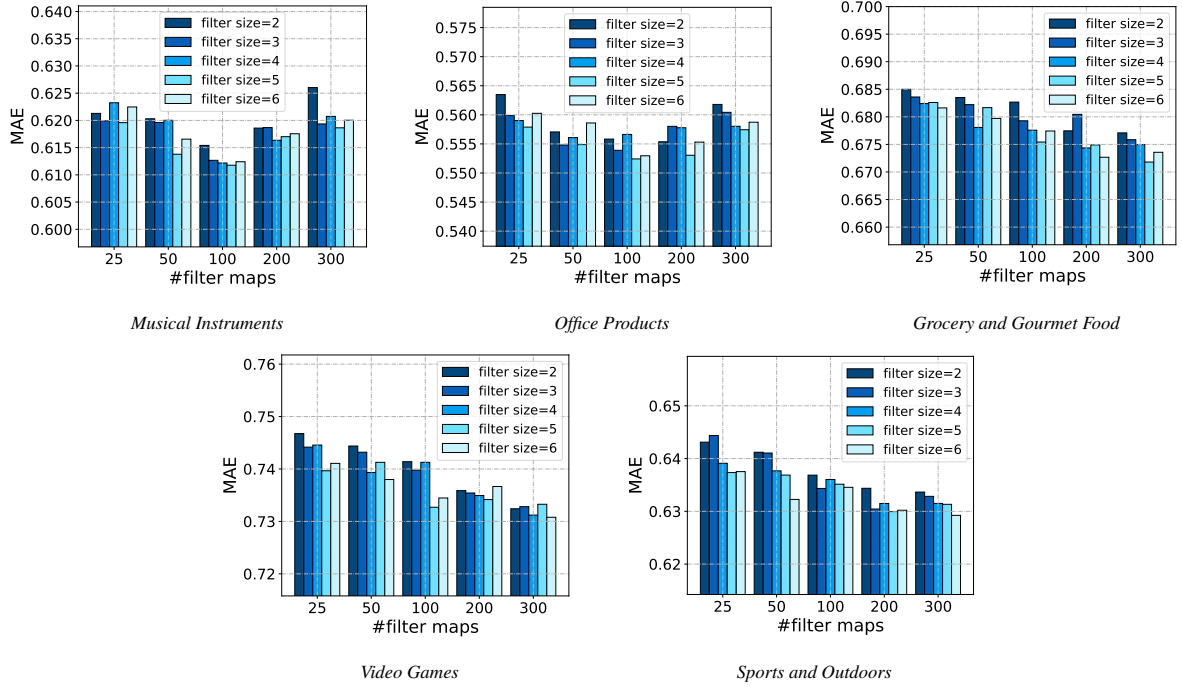 0.640
0.635
0.630
0.625
0.620
0.615
0.610
0.605
0.600
MAE
filter size=2
filter size=3
filter size=4
filter size=5
filter size=6
25 50 100 200 300
#filter maps
Musical Instruments
0.575
0.570
0.565
0.560
0.555
0.550
0.545
0.540
MAE
filter size=2
filter size=3
filter size=4
filter size=5
filter size=6
25 50 100 200 300
#filter maps
Office Products
0.700
0.695
0.690
0.685
0.680
0.675
0.670
0.665
0.660
MAE
filter size=2
filter size=3
filter size=4
filter size=5
filter size=6
25 50 100 200 300
#filter maps
Grocery and Gourmet Food
0.76
0.75
0.74
0.73
0.72
MAE
filter size=2
filter size=3
filter size=4
filter size=5
filter size=6
25 50 100 200 300
#filter maps
Video Games
0.65
0.64
0.63
0.62
MAE
filter size=2
filter size=3
filter size=4
filter size=5
filter size=6
25 50 100 200 300
#filter maps
Sports and Outdoors